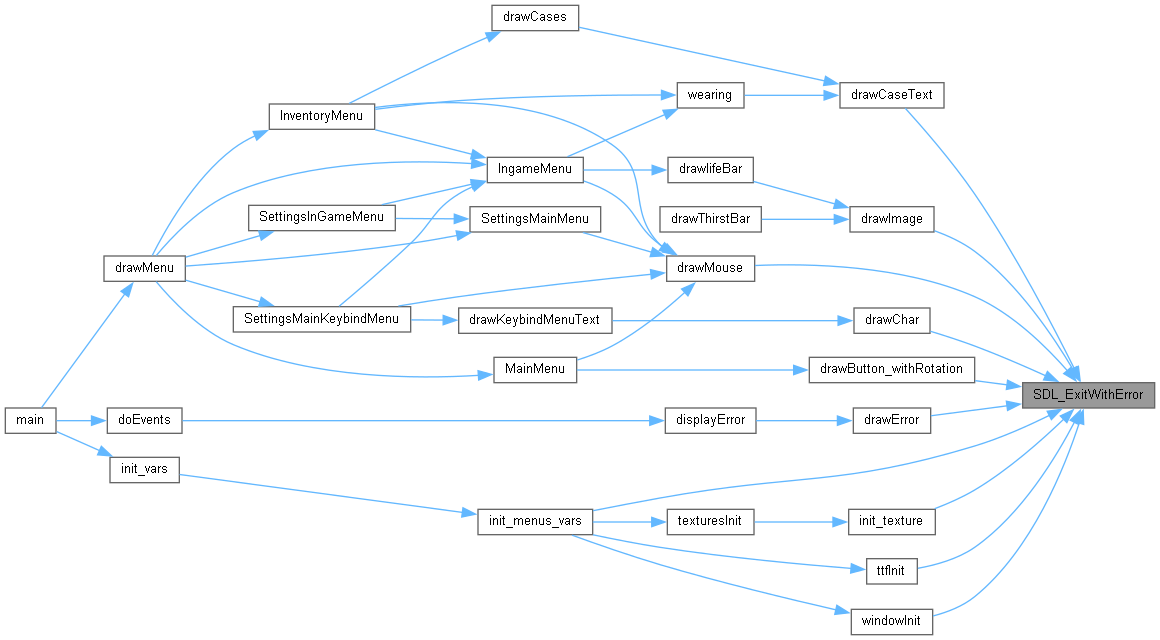 drawCases
wearing
drawCaseText
InventoryMenu
IngameMenu
drawlifeBar
SettingsInGameMenu
SettingsMainMenu
drawThirstBar
drawImage
drawMenu
drawMouse
SettingsMainKeybindMenu
drawKeybindMenuText
drawChar
MainMenu
drawButton_withRotation
SDL_ExitWithError
main
doEvents
displayError
drawError
init_vars
init_menus_vars
texturesInit
init_texture
ttfInit
windowInit